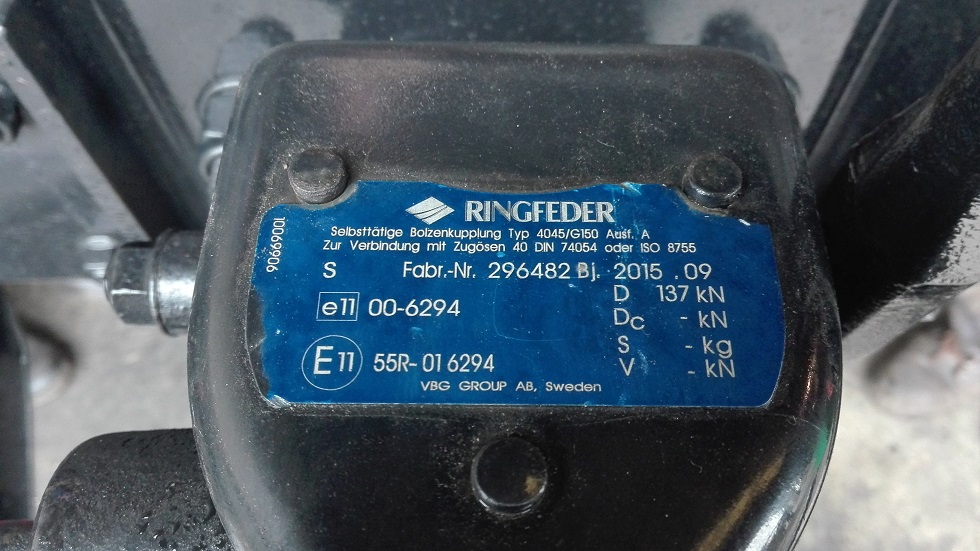 RINGFEDER
Selbsttätige Bolzenkupplung Typ 4045/G150 Ausf. A
Zur Verbindung mit Zugösen 40 DIN 74054 oder ISO 8755
9066900L
S Fabr.-Nr. 296482 Bj. 2015 .09
D 137 kN
e11 00-6294
Dc - kN
S - kg
E11 55R-01 6294
V - kN
VBG GROUP AB, Sweden